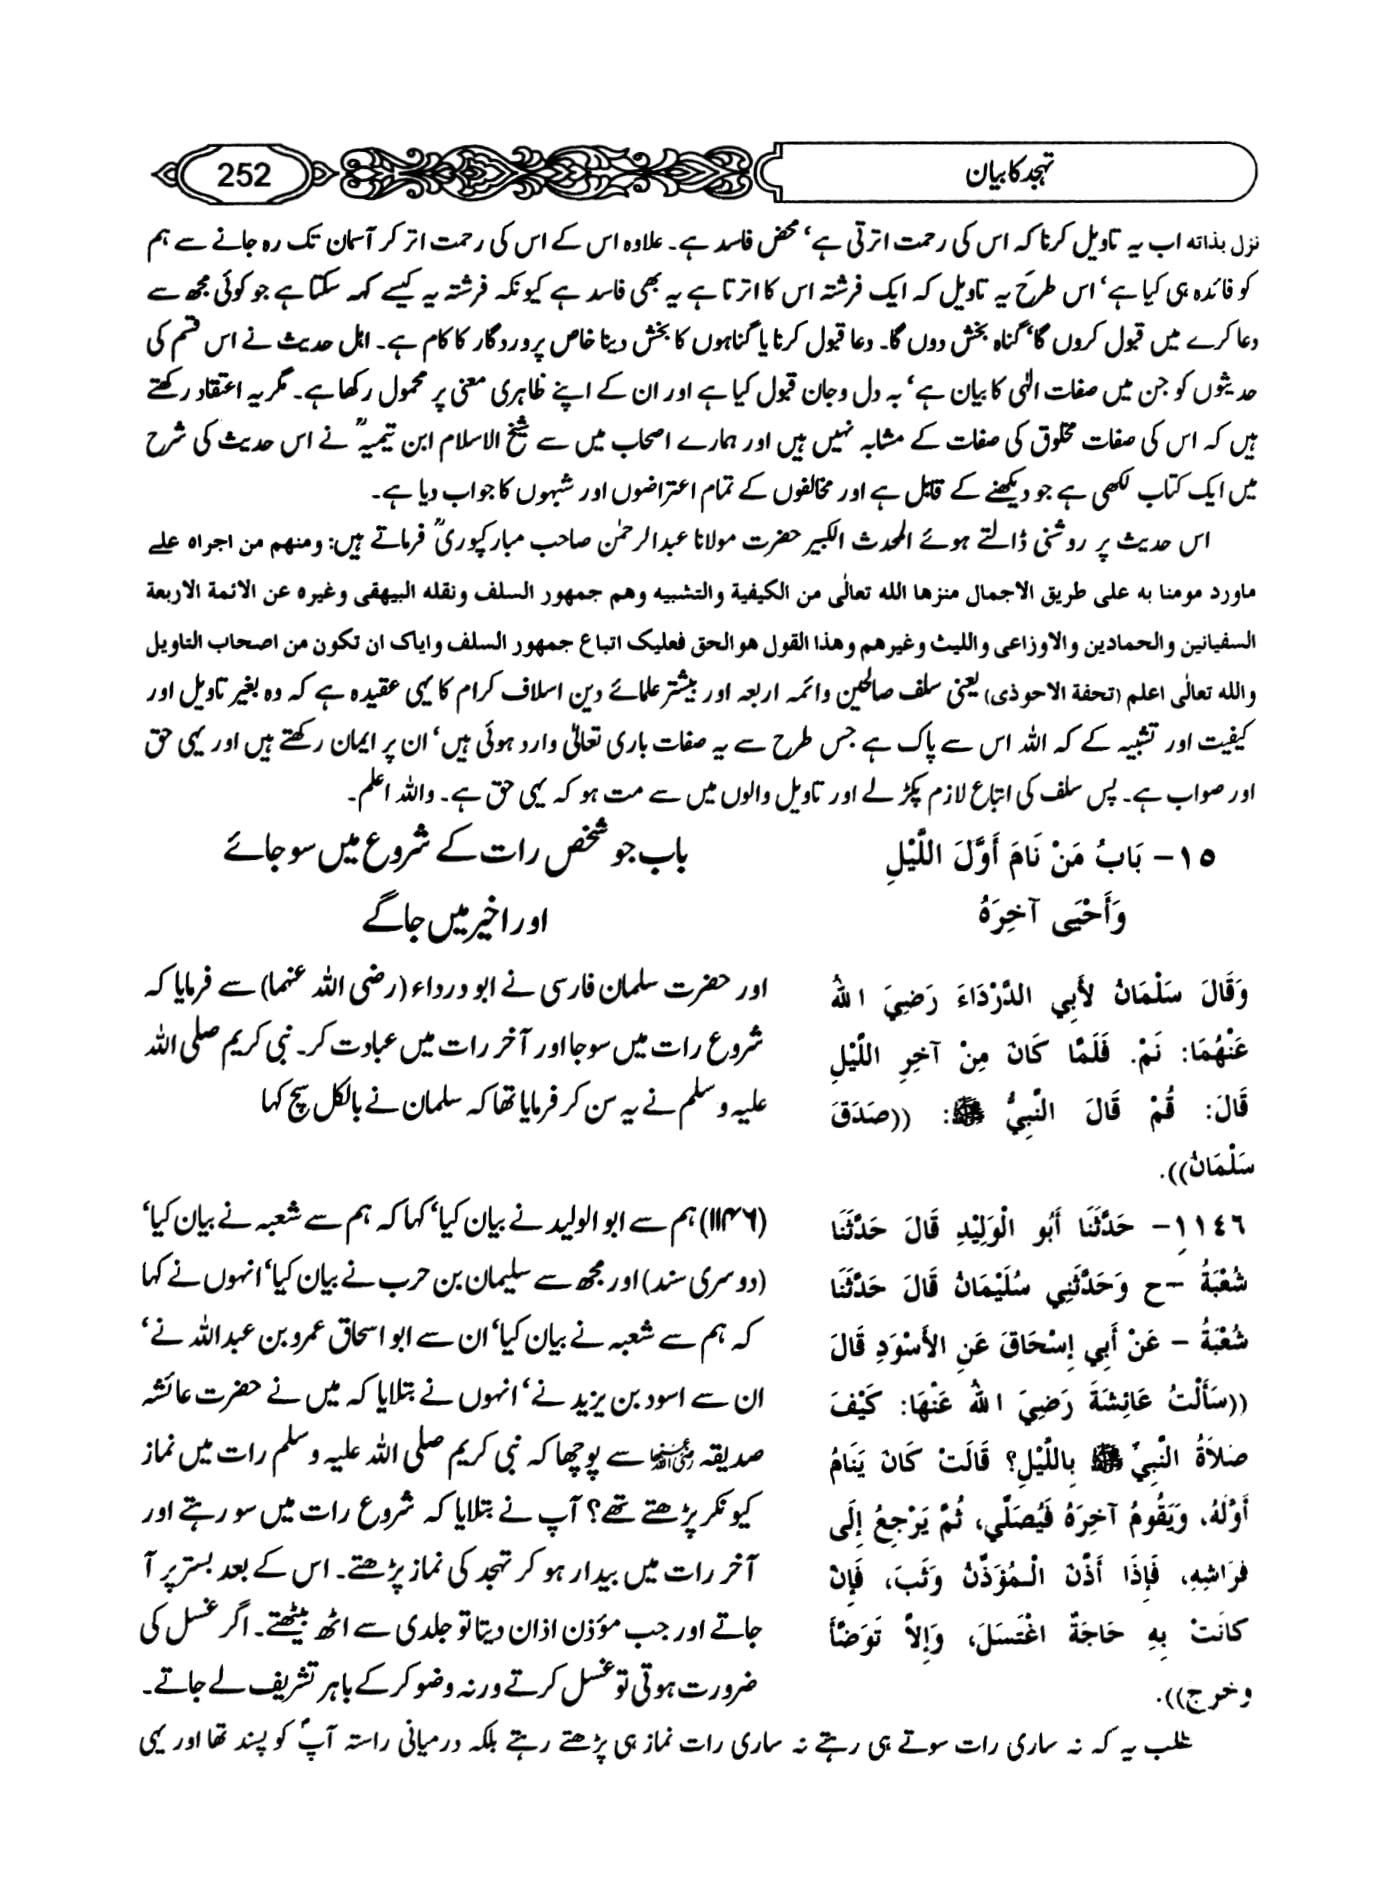 تہجد کا بیان
252
نزل بذاته اب یہ تاویل کرنا کہ اس کی رحمت اترتی ہے‘ محض فاسد ہے۔ علاوہ اس کے اس کی رحمت اتر کر آسمان تک رہ جانے سے ہم
کو فائدہ ہی کیا ہے‘ اس طرح یہ تاویل کہ ایک فرشتہ اس کا اترتا ہے یہ بھی فاسد ہے کیونکہ فرشتہ یہ کیسے کہہ سکتا ہے جو کوئی مجھ سے
دعا کرے میں قبول کروں گا‘ گناہ بخش دوں گا۔ دعا قبول کرنا یا گناہوں کا بخش دینا خاص پروردگار کا کام ہے۔ اہل حدیث نے اس قسم کی
حدیثوں کو جن میں صفات الٰہی کا بیان ہے‘ بہ دل وجان قبول کیا ہے اور ان کے اپنے ظاہری معنی پر محمول رکھا ہے۔ مگر یہ اعتقاد رکھتے
ہیں کہ اس کی صفات مخلوق کی صفات کے مشابہ نہیں ہیں اور ہمارے اصحاب میں سے شیخ الاسلام ابن تیمیہؒ نے اس حدیث کی شرح
میں ایک کتاب لکھی ہے جو دیکھنے کے قابل ہے اور مخالفوں کے تمام اعتراضوں اور شبہوں کا جواب دیا ہے۔
اس حدیث پر روشنی ڈالتے ہوئے المحدث الکبیر حضرت مولانا عبدالرحمٰن صاحب مبارکپوریؒ فرماتے ہیں: ومنهم من اجراه علے
ماورد مومنا به على طريق الاجمال منزها الله تعالٰى من الكيفية والتشبيه وهم جمهور السلف ونقله البيهقى وغيره عن الائمة الاربعة
السفيانين والحمادين والاوزاعى والليث وغيرهم وهذا القول هوالحق فعليک اتباع جمهور السلف واياک ان تكون من اصحاب التاويل
والله تعالٰى اعلم (تحفة الاحوذى) یعنی سلف صالحین وائمہ اربعہ اور بیشتر علمائے دین اسلاف کرام کا یہی عقیدہ ہے کہ وہ بغیر تاویل اور
کیفیت اور تشبیہ کے کہ اللہ اس سے پاک ہے جس طرح سے یہ صفات باری تعالٰی وارد ہوئی ہیں‘ ان پر ایمان رکھتے ہیں اور یہی حق
اور صواب ہے۔ پس سلف کی اتباع لازم پکڑ لے اور تاویل والوں میں سے مت ہو کہ یہی حق ہے۔ واللہ اعلم۔
١٥ – بَابُ مَنْ نَامَ أَوَّلَ اللَّيْلِ
وَأَحْيَى آخِرَهُ
وَقَالَ سَلْمَانُ لأَبِي الدَّرْدَاءَ رَضِيَ اللهُ
عَنْهُمَا: نَمْ. فَلَمَّا كَانَ مِنْ آخِرِ اللَّيْلِ
قَالَ: قُمْ قَالَ النَّبِيُّ ﷺ: ((صَدَقَ
سَلْمَانُ)).
١١٤٦ – حَدَّثَنَا أَبُو الْوَلِيْدِ قَالَ حَدَّثَنَا
شُعْبَةُ – ح وَحَدَّثَنِي سُلَيْمَانُ قَالَ حَدَّثَنَا
شُعْبَةُ – عَنْ أَبِي إِسْحَاقَ عَنِ الأَسْوَدِ قَالَ
((سَأَلْتُ عَائِشَةَ رَضِيَ اللهُ عَنْهَا: كَيْفَ
صَلاَةُ النَّبِيِّ ﷺ بِاللَّيْلِ؟ قَالَتْ كَانَ يَنَامُ
أَوَّلَهُ، وَيَقُومُ آخِرَهُ فَيُصَلِّي، ثُمَّ يَرْجِعُ إِلَى
فِرَاشِهِ، فَإِذَا أَذَّنَ الْمُؤَذِّنُ وَثَبَ، فَإِنْ
كَانَتْ بِهِ حَاجَةٌ اغْتَسَلَ، وَإِلاَّ تَوَضَّأَ
وخرج)).
باب جو شخص رات کے شروع میں سو جائے
اور اخیر میں جاگے
اور حضرت سلمان فارسی نے ابو درداء (رضی اللہ عنہما) سے فرمایا کہ
شروع رات میں سو جا اور آخر رات میں عبادت کر۔ نبی کریم صلی اللہ
علیہ وسلم نے یہ سن کر فرمایا تھا کہ سلمان نے بالکل سچ کہا
(۱۱۴۶) ہم سے ابو الولید نے بیان کیا‘ کہا کہ ہم سے شعبہ نے بیان کیا‘
(دوسری سند) اور مجھ سے سلیمان بن حرب نے بیان کیا‘ انہوں نے کہا
کہ ہم سے شعبہ نے بیان کیا‘ ان سے ابو اسحاق عمرو بن عبداللہ نے‘
ان سے اسود بن یزید نے‘ انہوں نے بتلایا کہ میں نے حضرت عائشہ
صدیقہ رضی اللہ عنہا سے پوچھا کہ نبی کریم صلی اللہ علیہ وسلم رات میں نماز
کیونکر پڑھتے تھے؟ آپ نے بتلایا کہ شروع رات میں سو رہتے اور
آخر رات میں بیدار ہو کر تہجد کی نماز پڑھتے۔ اس کے بعد بستر پر آ
جاتے اور جب مؤذن اذان دیتا تو جلدی سے اٹھ بیٹھتے۔ اگر غسل کی
ضرورت ہوتی تو غسل کرتے ورنہ وضو کر کے باہر تشریف لے جاتے۔
یہ کہ نہ ساری رات سوتے ہی رہتے نہ ساری رات نماز ہی پڑھتے رہتے بلکہ درمیانی راستہ آپؐ کو پسند تھا اور یہی